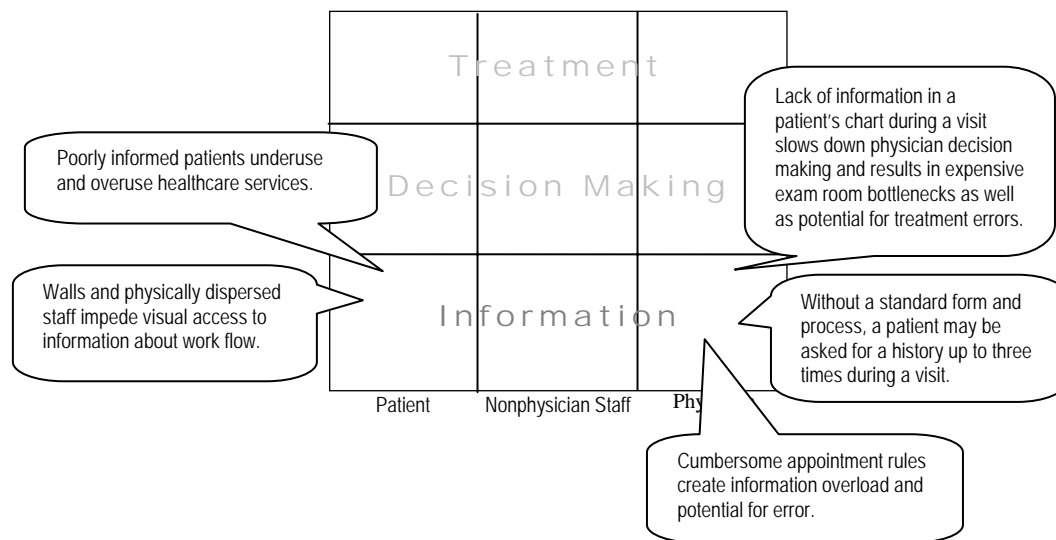 Treatment
Lack of information in a
patient's chart during a visit
slows down physician decision
making and results in expensive
exam room bottlenecks as well
as potential for treatment errors.
Poorly informed patients underuse
and overuse healthcare services.
Decision Making
Walls and physically dispersed
staff impede visual access to
information about work flow.
Information
Without a standard form and
process, a patient may be
asked for a history up to three
times during a visit.
Patient
Nonphysician Staff
Phy
Cumbersome appointment rules
create information overload and
potential for error.